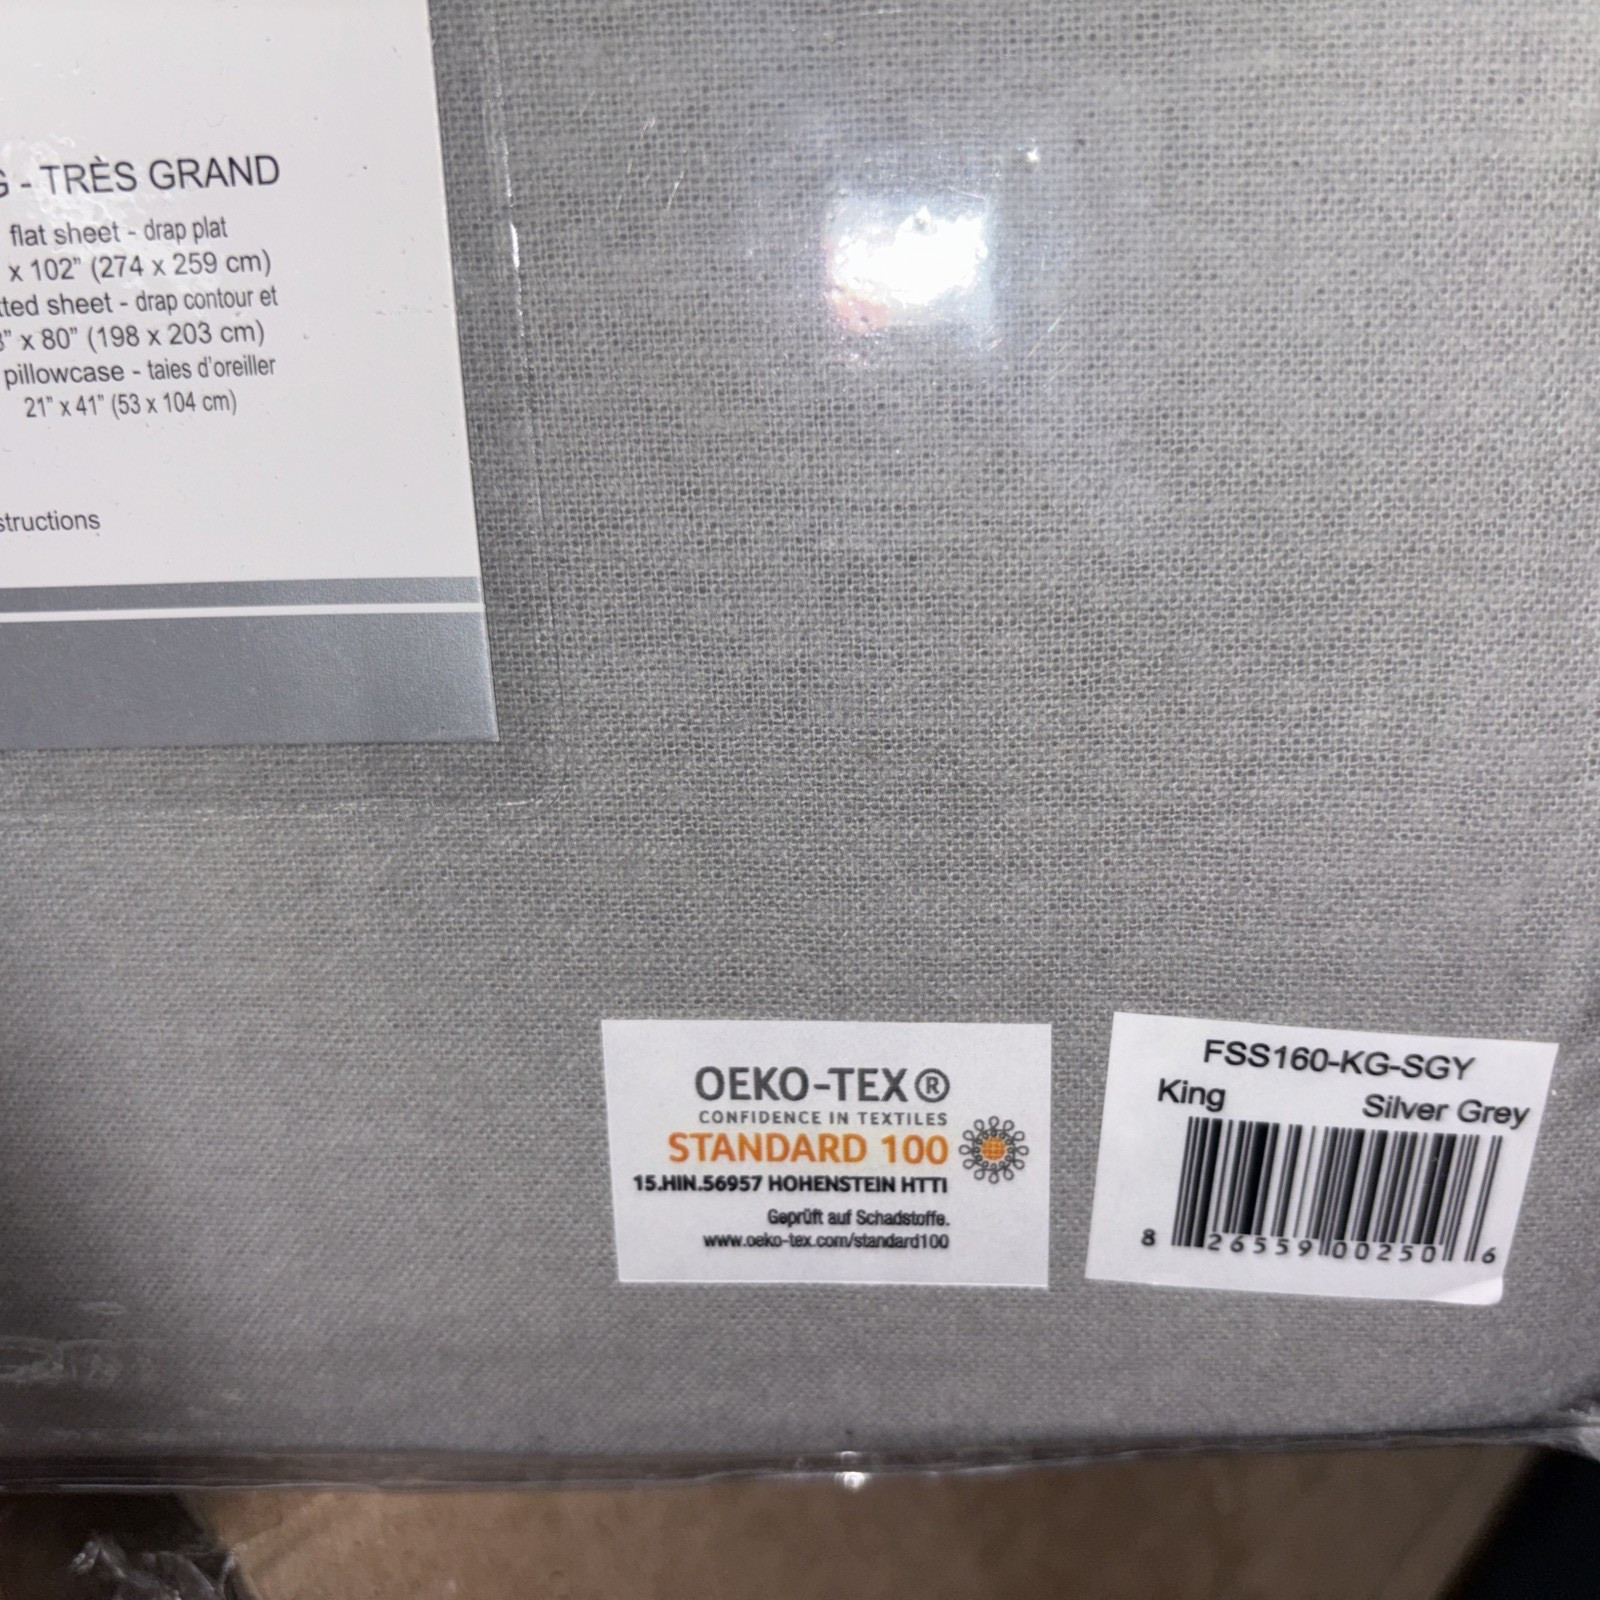 - TRÈS GRAND
flat sheet - drap plat
x 102” (274 x 259 cm)
sheet - drap contour et
x 80” (198 x 203 cm)
pillowcase - taies d’oreiller
21” x 41” (53 x 104 cm)
OEKO-TEX®
CONFIDENCE IN TEXTILES
STANDARD 100
15.HIN.56957 HOHENSTEIN HTTI
Geprüft auf Schadstoffe.
www.oeko-tex.com/standard100
FSS160-KG-SGY
King Silver Grey
8 26559 00250 6